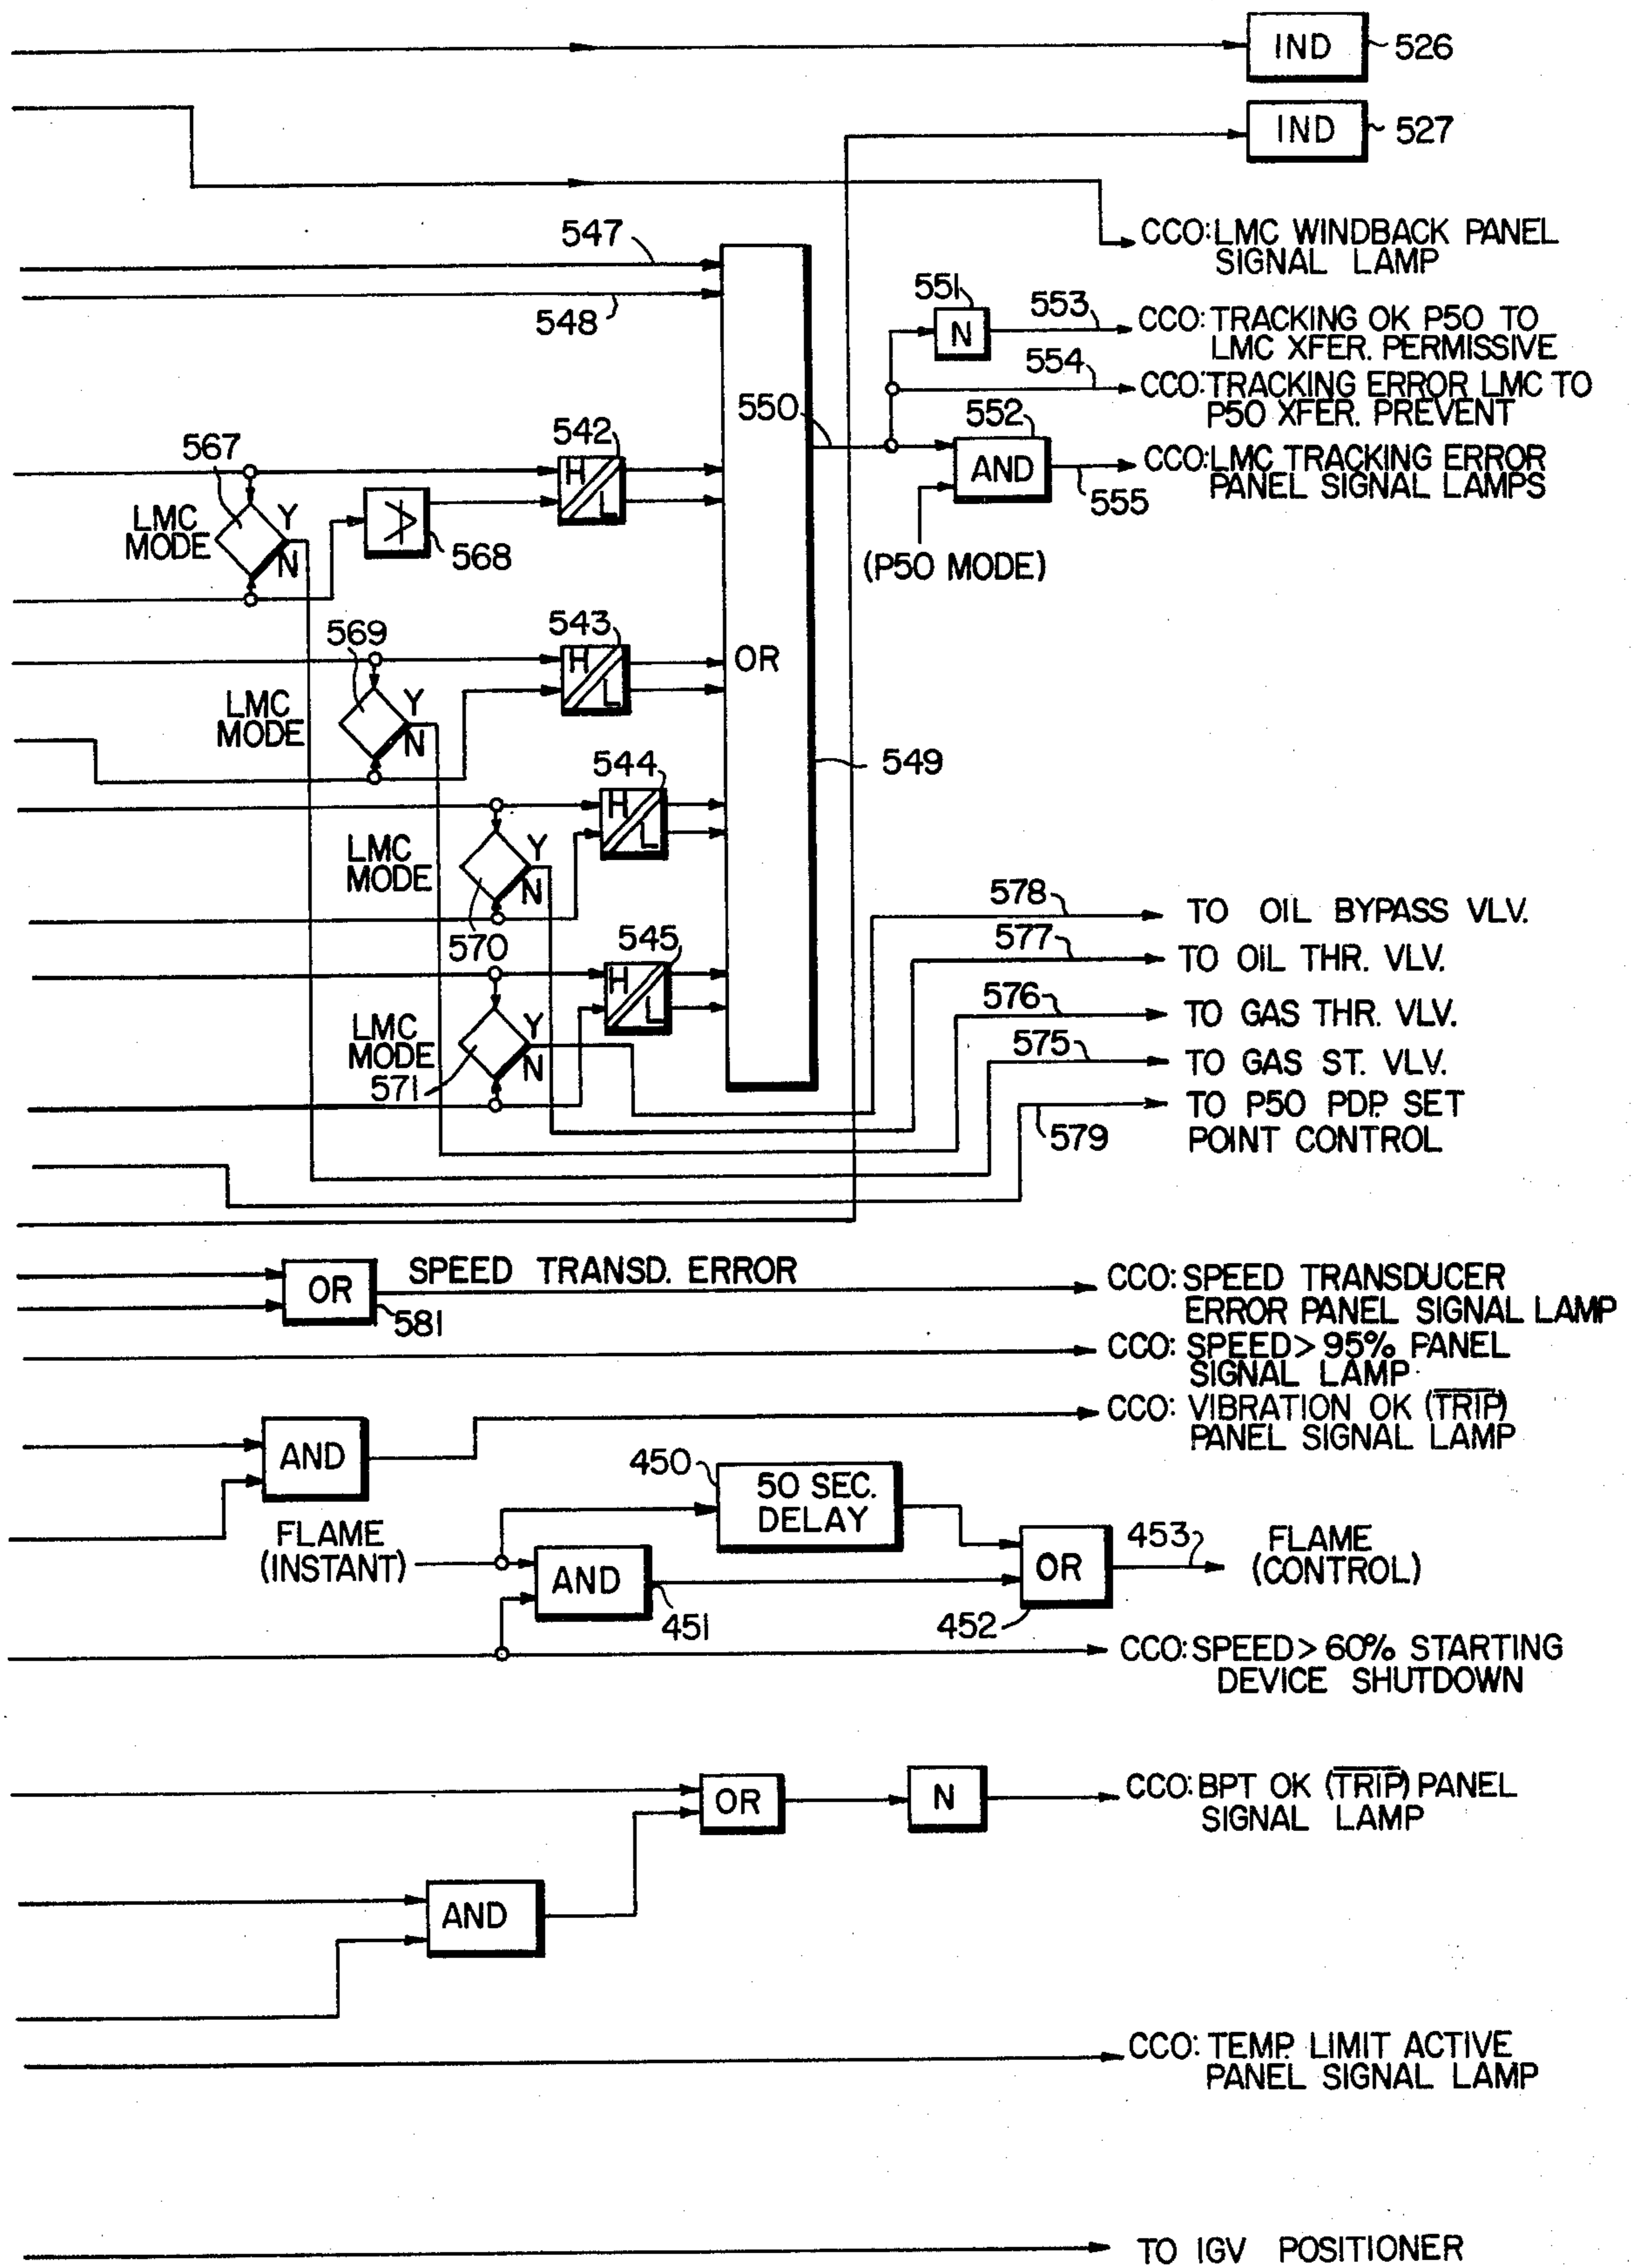 IND
526
IND
527
CCO: LMC WINDBACK PANEL
SIGNAL LAMP
547
548
551
N
553
CCO: TRACKING OK P50 TO
LMC XFER. PERMISSIVE
554
CCO: TRACKING ERROR LMC TO
P50 XFER. PREVENT
550
552
AND
CCO: LMC TRACKING ERROR
PANEL SIGNAL LAMPS
555
(P50 MODE)
567
542
H
L
LMC
MODE
Y
N
568
569
543
H
L
OR
LMC
MODE
Y
N
549
544
H
L
LMC
MODE
Y
N
570
545
H
L
LMC
MODE
Y
N
571
578
TO OIL BYPASS VLV.
577
TO OIL THR. VLV.
576
TO GAS THR. VLV.
575
TO GAS ST. VLV.
579
TO P50 PDP. SET
POINT CONTROL
OR
581
SPEED TRANSD. ERROR
CCO: SPEED TRANSDUCER
ERROR PANEL SIGNAL LAMP
CCO: SPEED > 95% PANEL
SIGNAL LAMP
AND
CCO: VIBRATION OK (T̅R̅I̅P̅)
PANEL SIGNAL LAMP
450
50 SEC.
DELAY
FLAME
(INSTANT)
AND
451
OR
452
453
FLAME
(CONTROL)
CCO: SPEED > 60% STARTING
DEVICE SHUTDOWN
OR
N
CCO: BPT OK (T̅R̅I̅P̅) PANEL
SIGNAL LAMP
AND
CCO: TEMP. LIMIT ACTIVE
PANEL SIGNAL LAMP
TO IGV POSITIONER